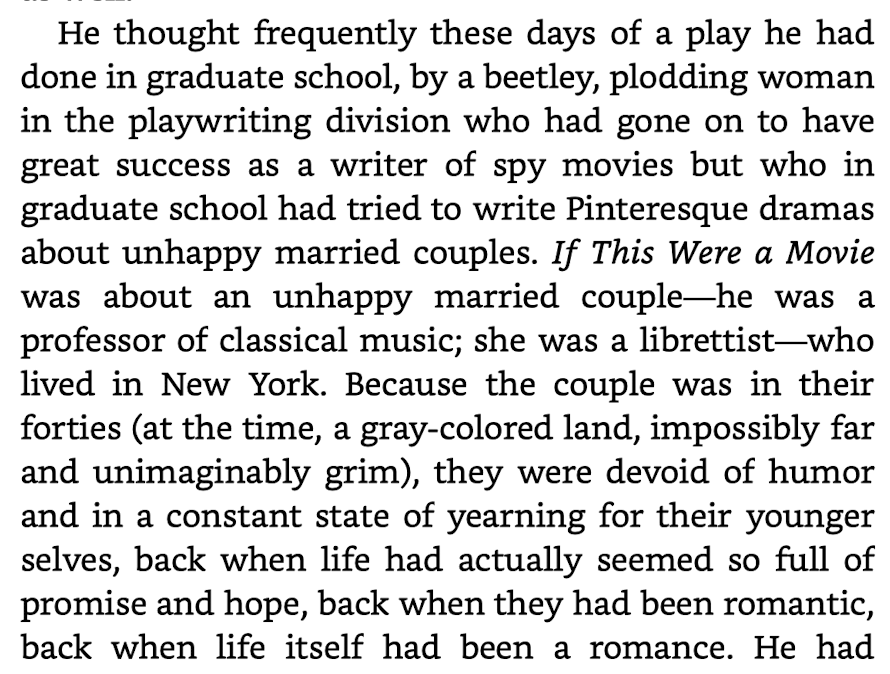 He thought frequently these days of a play he had
done in graduate school, by a beetley, plodding woman
in the playwriting division who had gone on to have
great success as a writer of spy movies but who in
graduate school had tried to write Pinteresque dramas
about unhappy married couples. If This Were a Movie
was about an unhappy married couple—he was a
professor of classical music; she was a librettist—who
lived in New York. Because the couple was in their
forties (at the time, a gray-colored land, impossibly far
and unimaginably grim), they were devoid of humor
and in a constant state of yearning for their younger
selves, back when life had actually seemed so full of
promise and hope, back when they had been romantic,
back when life itself had been a romance. He had